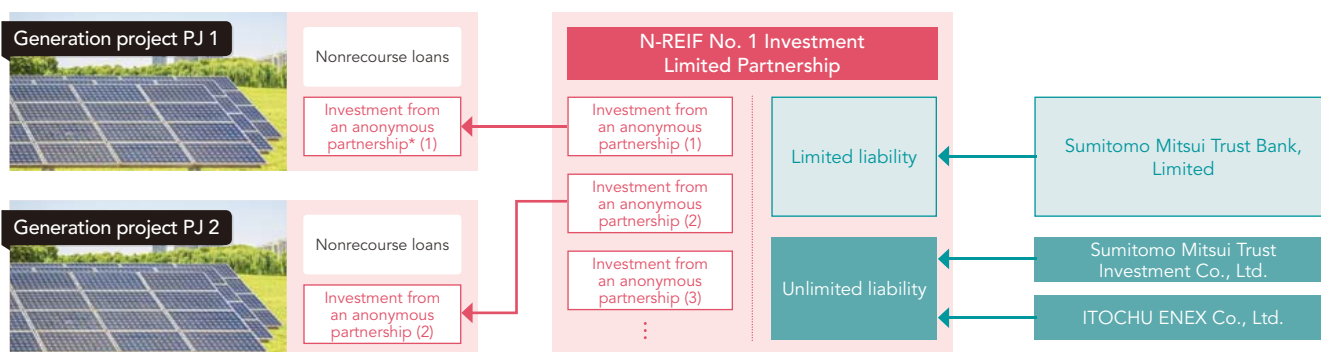 Generation project PJ 1
Nonrecourse loans
Investment from
an anonymous
partnership* (1)
Generation project PJ 2
Nonrecourse loans
Investment from
an anonymous
partnership (2)
N-REIF No. 1 Investment
Limited Partnership
Investment from
an anonymous
partnership (1)
Investment from
an anonymous
partnership (2)
Investment from
an anonymous
partnership (3)
⋮
Limited liability
Unlimited liability
Sumitomo Mitsui Trust Bank,
Limited
Sumitomo Mitsui Trust
Investment Co., Ltd.
ITOCHU ENEX Co., Ltd.